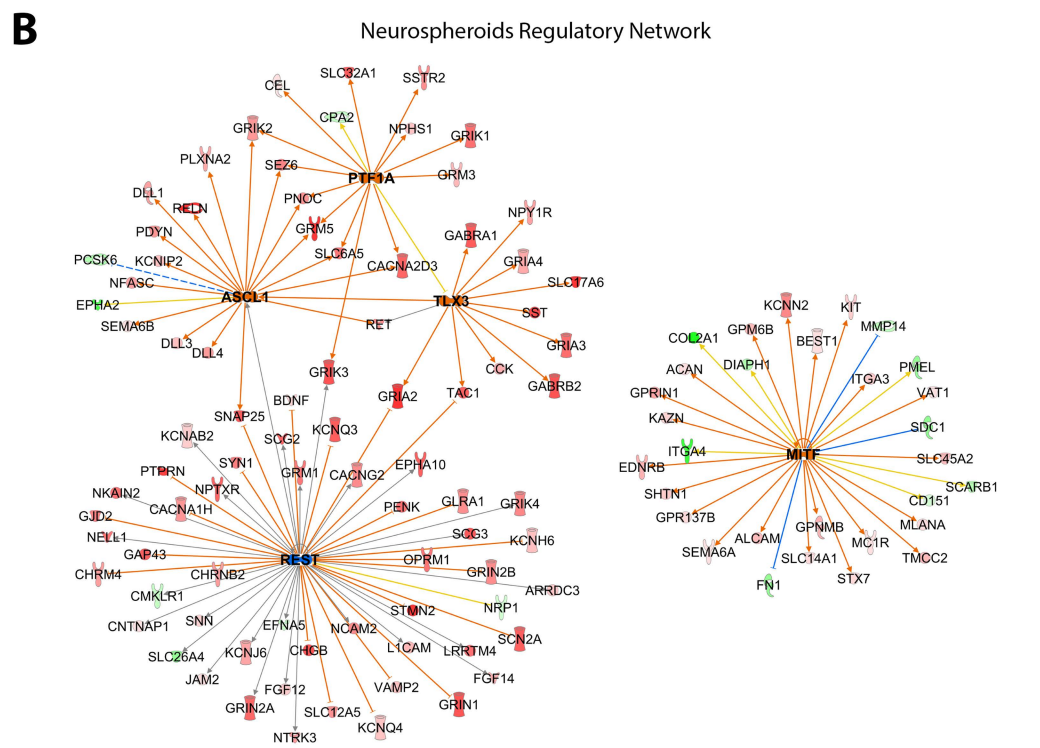 B
Neurospheroids Regulatory Network
SLC32A1
SSTR2
CEL
CPA2
NPHS1
GRIK2
GRIK1
PLXNA2
SEZ6
PTF1A
GRM3
DLL1
PNOC
RELN
NPY1R
PDYN
GRM5
GABRA1
SLC6A5
PCSK6
KCNIP2
CACNA2D3
GRIA4
NFASC
SLC17A6
ASCL1
TLX3
EPHA2
SST
SEMA6B
RET
DLL3
DLL4
GRIA3
CCK
GRIK3
GABRB2
GRIA2
TAC1
BDNF
SNAP25
KCNQ3
KCNAB2
SCG2
SYN1
EPHA10
PTPRN
GRM1
CACNG2
NPTXR
NKAIN2
CACNA1H
PENK
GLRA1
GRIK4
GJD2
NELL1
SCG3
KCNH6
GAP43
REST
OPRM1
CHRM4
CHRNB2
GRIN2B
ARRDC3
CMKLR1
STMN2
NRP1
CNTNAP1
SNN
EFNA5
NCAM2
SCN2A
SLC26A4
KCNJ6
CHGB
L1CAM
LRRTM4
JAM2
FGF14
FGF12
VAMP2
GRIN2A
SLC12A5
GRIN1
KCNQ4
NTRK3
KCNN2
KIT
MMP14
COL2A1
GPM6B
BEST1
ACAN
DIAPH1
PMEL
ITGA3
GPRIN1
VAT1
KAZN
SDC1
ITGA4
MITF
EDNRB
SLC45A2
SHTN1
SCARB1
CD151
GPR137B
GPNMB
MLANA
ALCAM
MC1R
SEMA6A
SLC14A1
TMCC2
STX7
FN1